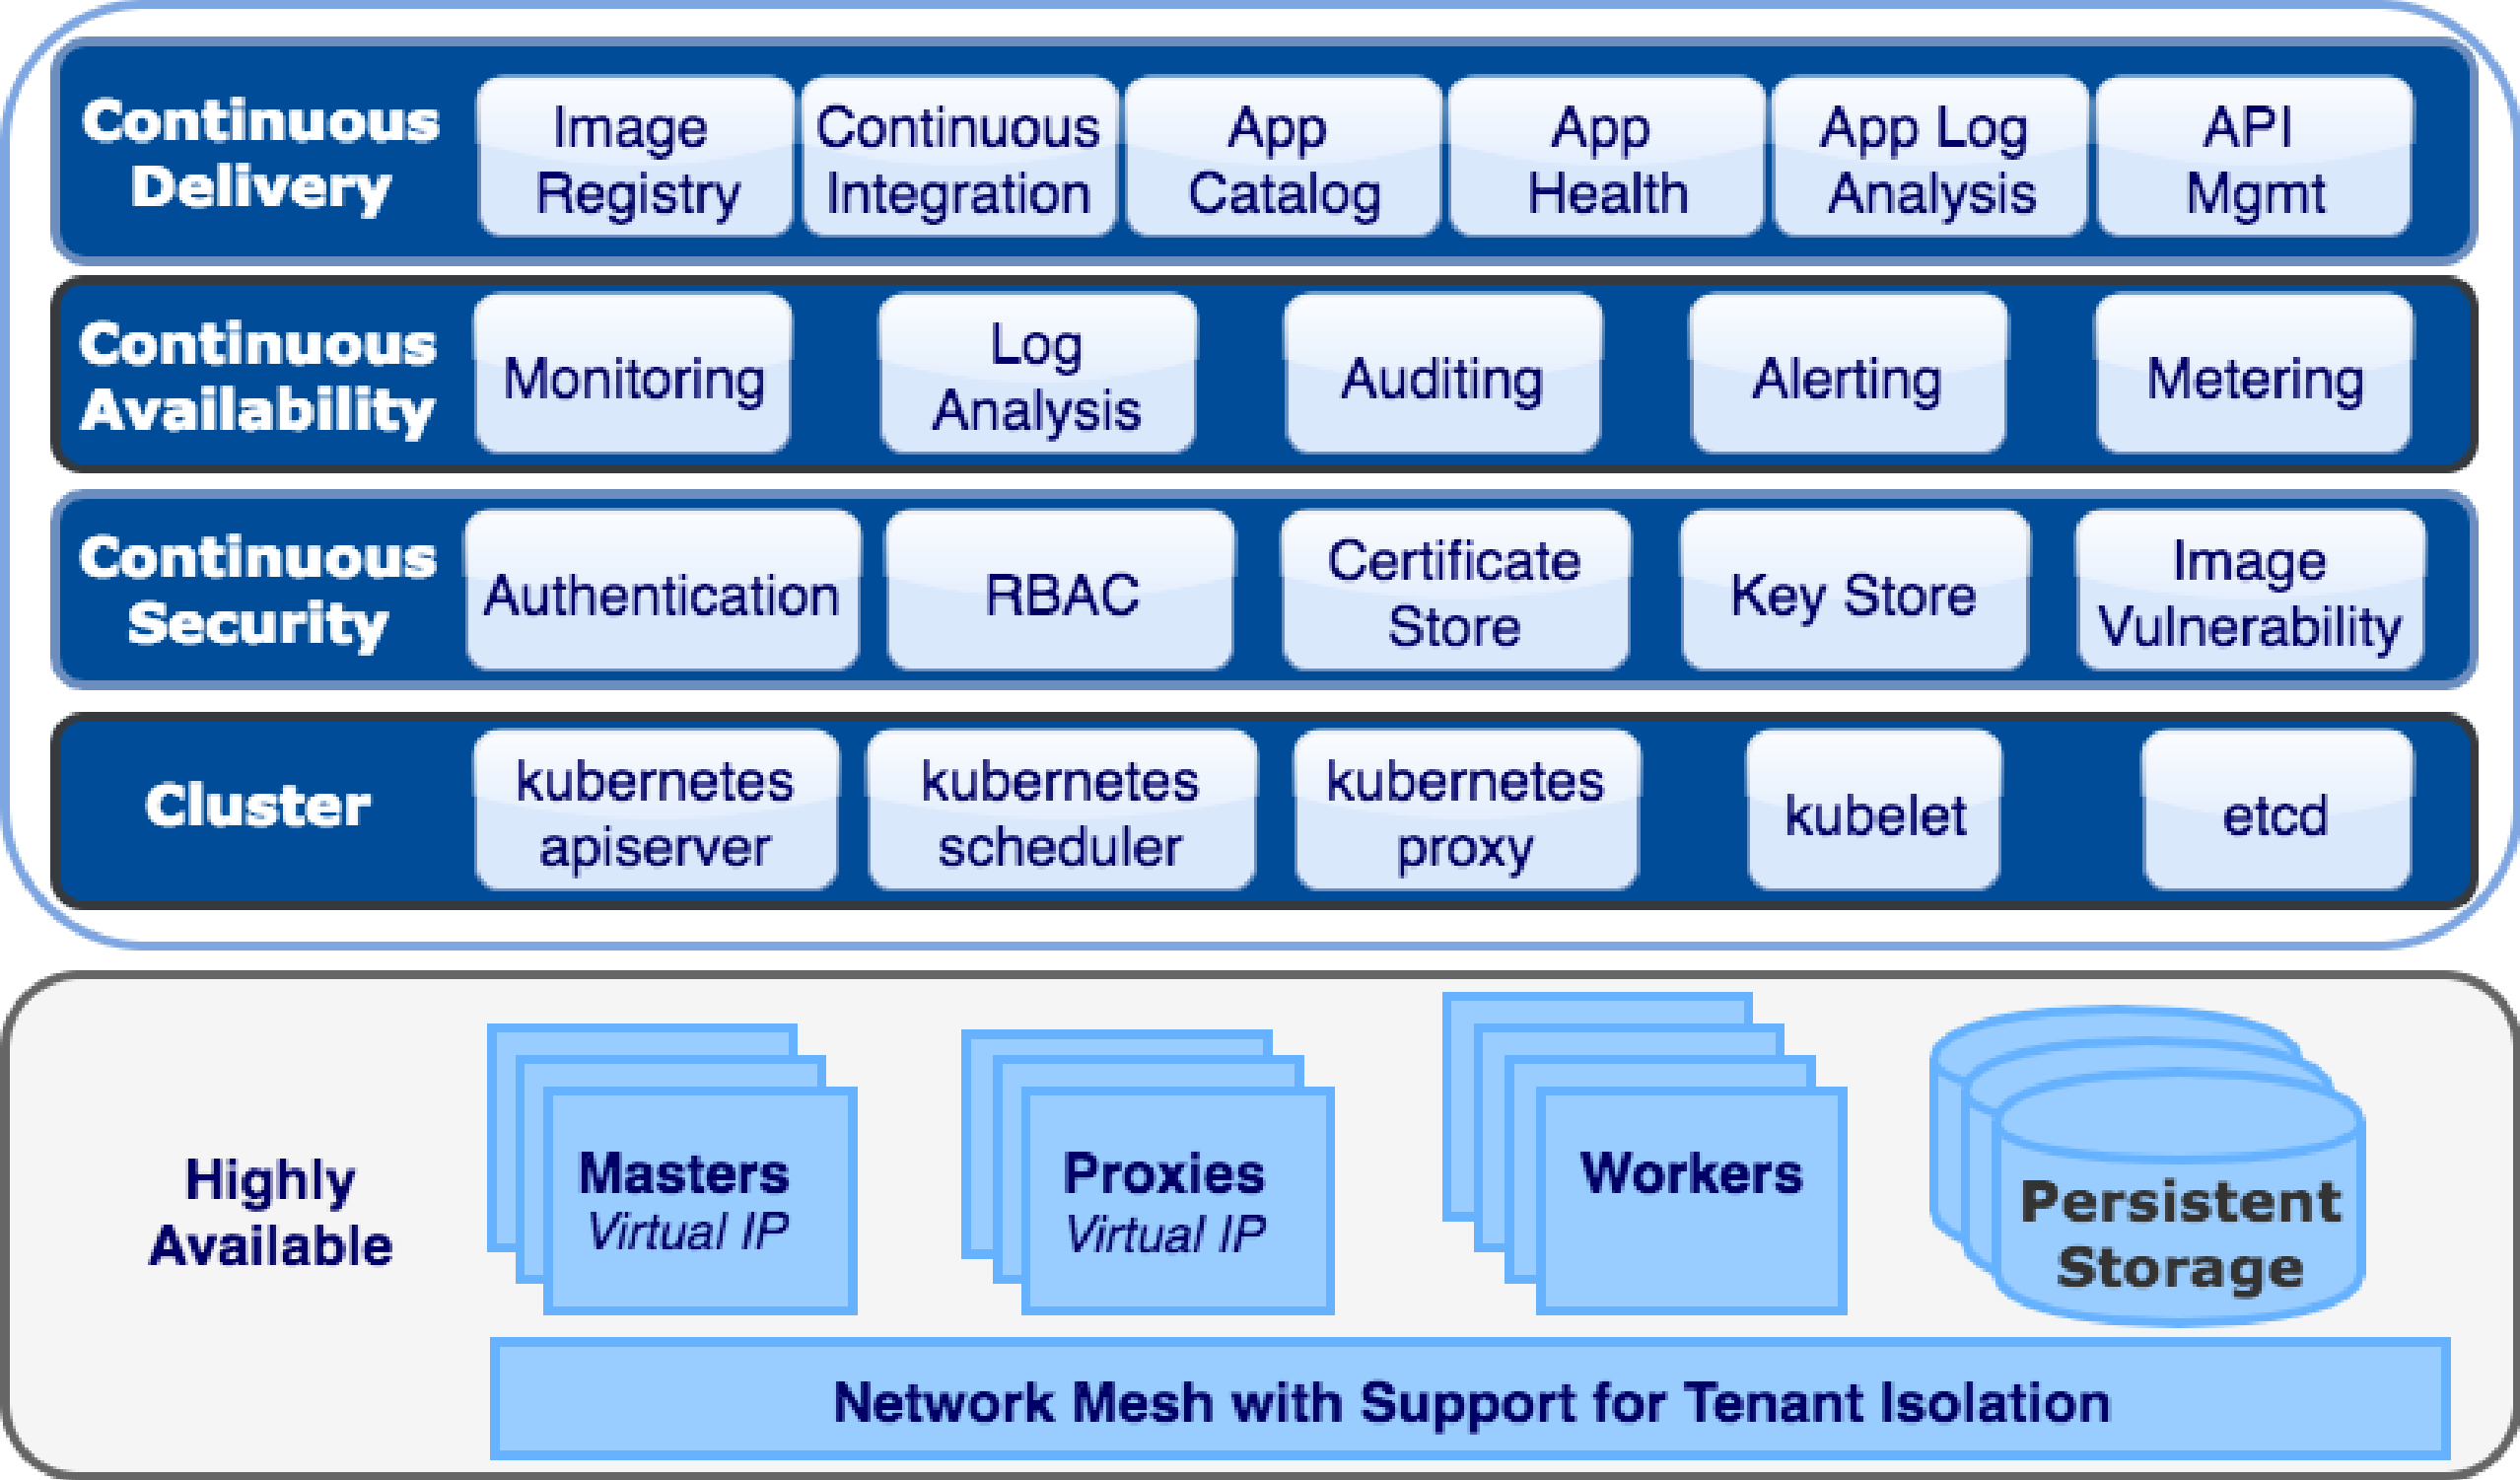 Continuous
Delivery
Image
Registry
Continuous
Integration
App
Catalog
App
Health
App Log
Analysis
API
Mgmt
Continuous
Availability
Monitoring
Log
Analysis
Auditing
Alerting
Metering
Continuous
Security
Authentication
RBAC
Certificate
Store
Key Store
Image
Vulnerability
Cluster
kubernetes
apiserver
kubernetes
scheduler
kubernetes
proxy
kubelet
etcd
Highly
Available
Masters
Virtual IP
Proxies
Virtual IP
Workers
Persistent
Storage
Network Mesh with Support for Tenant Isolation